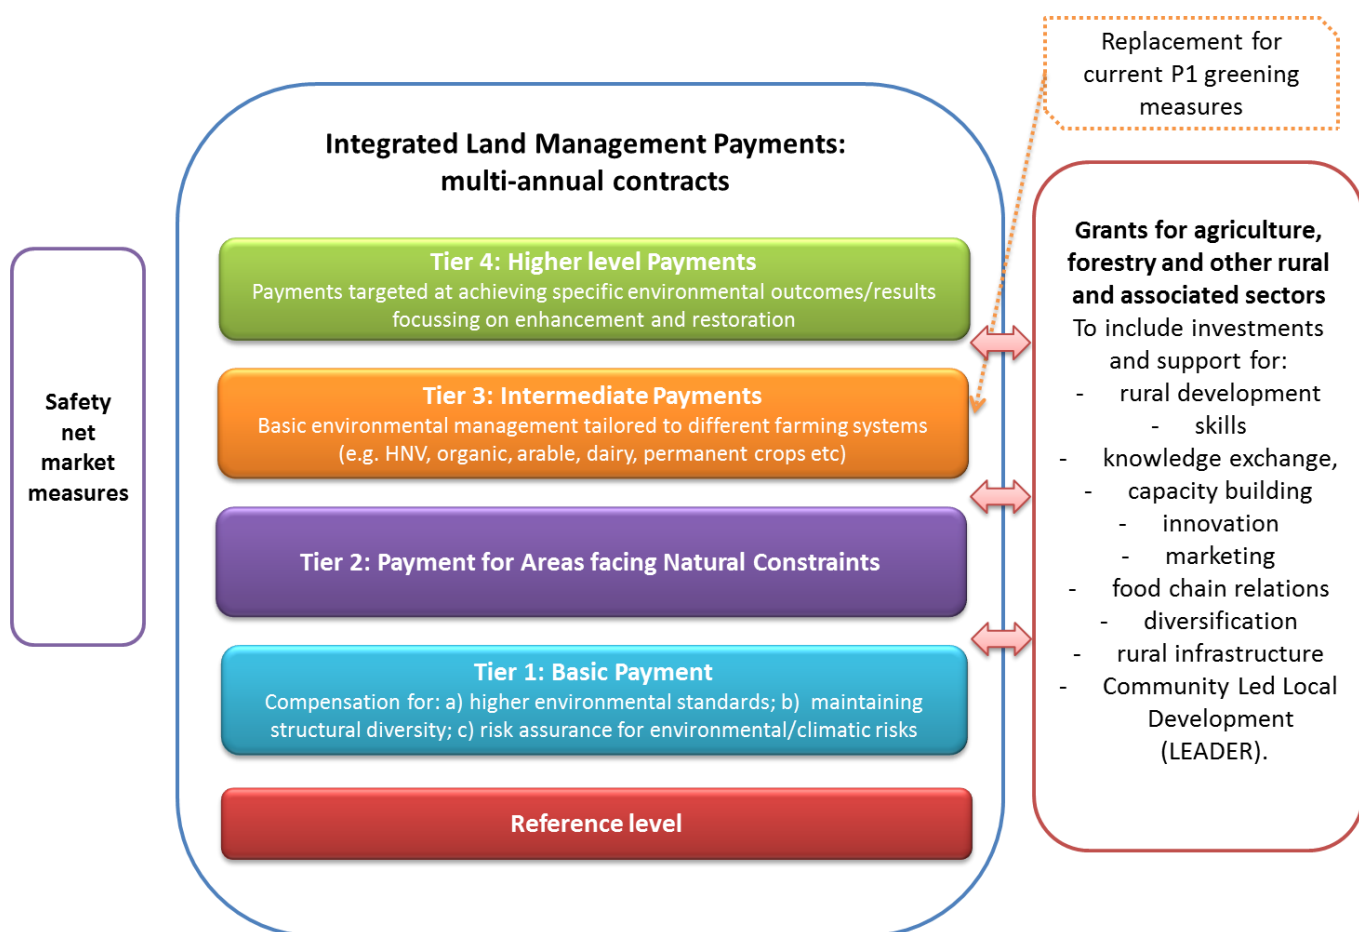 Replacement for
current P1 greening
measures
Integrated Land Management Payments:
multi-annual contracts
Safety
net
market
measures
Tier 4: Higher level Payments
Payments targeted at achieving specific environmental outcomes/results
focussing on enhancement and restoration
Tier 3: Intermediate Payments
Basic environmental management tailored to different farming systems
(e.g. HNV, organic, arable, dairy, permanent crops etc)
Tier 2: Payment for Areas facing Natural Constraints
Tier 1: Basic Payment
Compensation for: a) higher environmental standards; b) maintaining
structural diversity; c) risk assurance for environmental/climatic risks
Reference level
Grants for agriculture,
forestry and other rural
and associated sectors
To include investments
and support for:
- rural development
- skills
- knowledge exchange,
- capacity building
- innovation
- marketing
- food chain relations
- diversification
- rural infrastructure
- Community Led Local
Development
(LEADER).